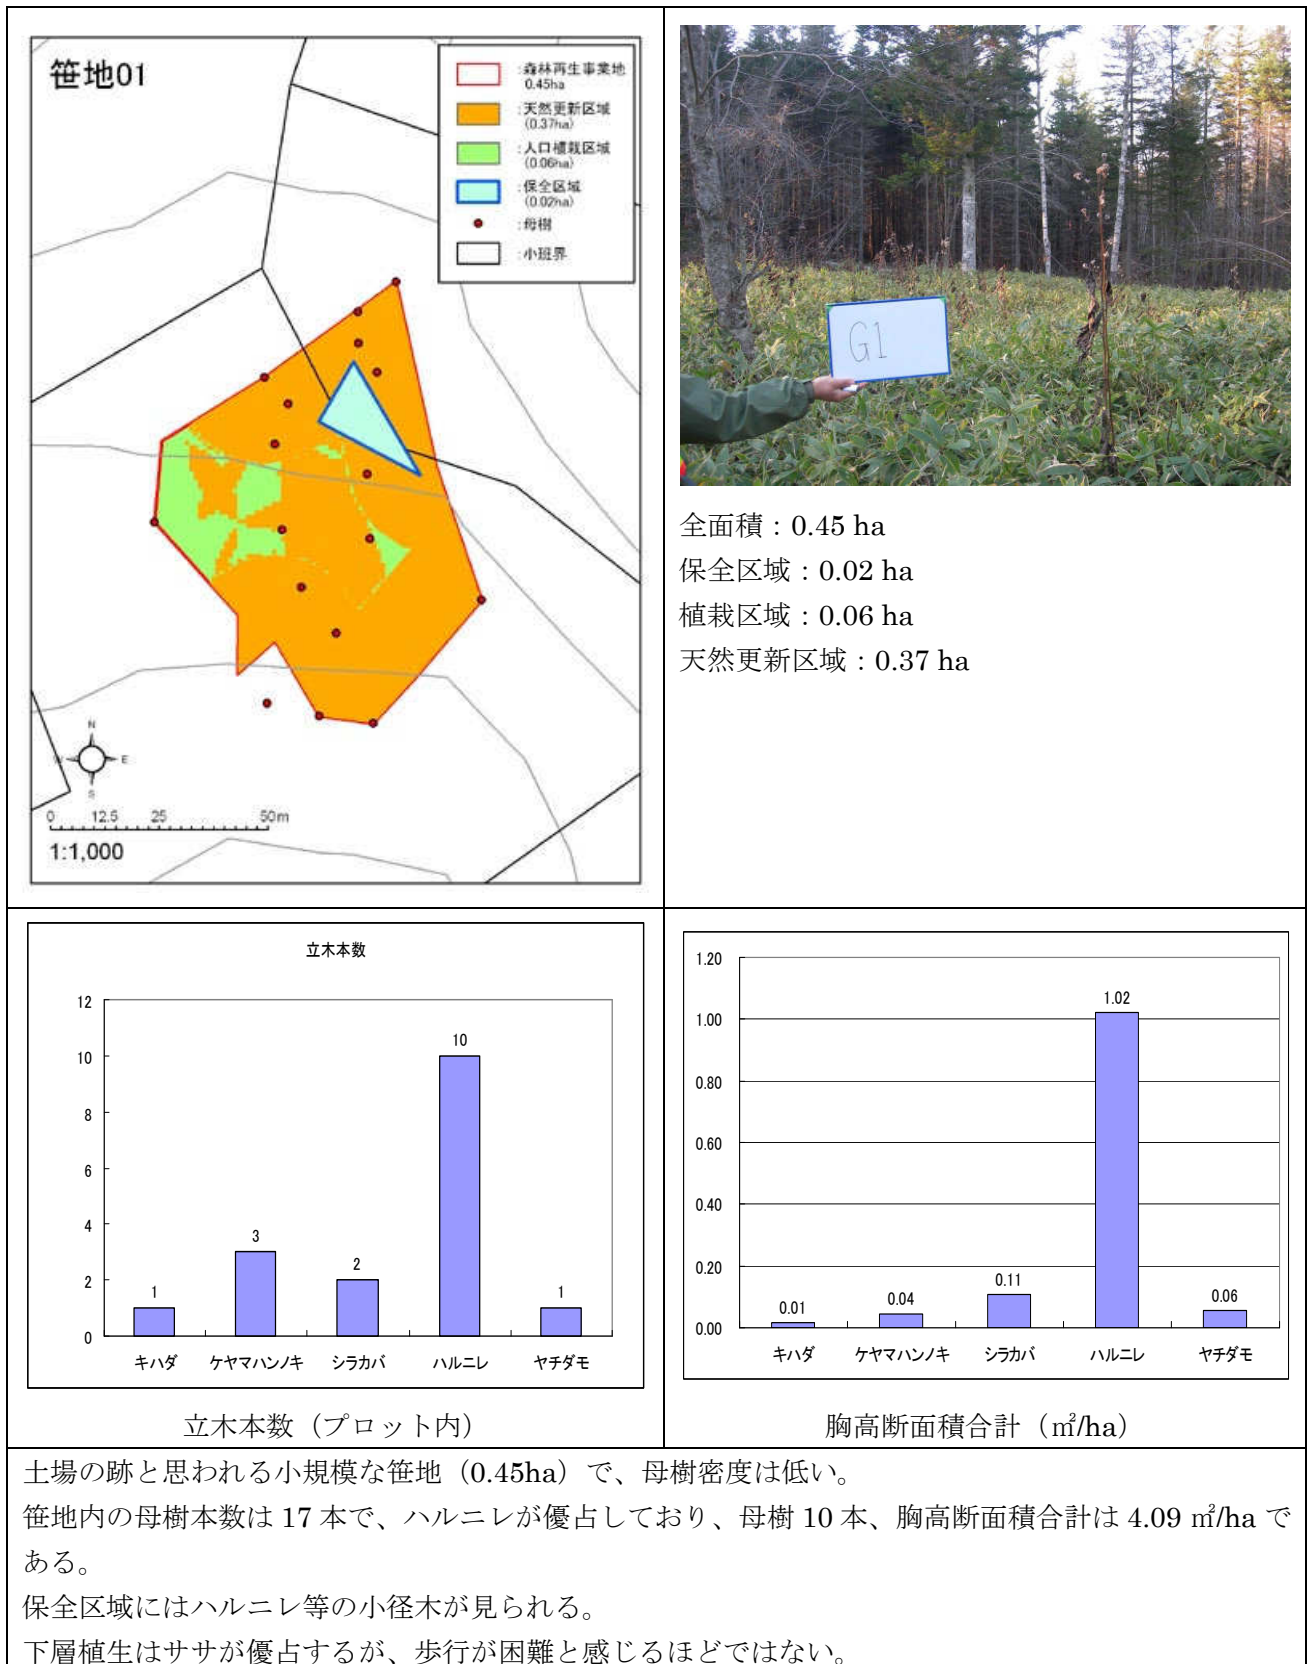 笹地01
:森林再生事業地
0.45ha
:天然更新区域
(0.37ha)
:人口植栽区域
(0.06ha)
:保全区域
(0.02ha)
:母樹
:小班界
N
E
S
0 12.5 25 50m
1:1,000
G1
全面積：0.45 ha
保全区域：0.02 ha
植栽区域：0.06 ha
天然更新区域：0.37 ha
立木本数
12
10
8
6
4
2
0
1
3
2
10
1
キハダ ケヤマハンノキ シラカバ ハルニレ ヤチダモ
立木本数（プロット内）
1.20
1.00
0.80
0.60
0.40
0.20
0.00
0.01
0.04
0.11
1.02
0.06
キハダ ケヤマハンノキ シラカバ ハルニレ ヤチダモ
胸高断面積合計（㎡/ha）
土場の跡と思われる小規模な笹地（0.45ha）で、母樹密度は低い。
笹地内の母樹本数は 17 本で、ハルニレが優占しており、母樹 10 本、胸高断面積合計は 4.09 ㎡/ha で
ある。
保全区域にはハルニレ等の小径木が見られる。
下層植生はササが優占するが、歩行が困難と感じるほどではない。